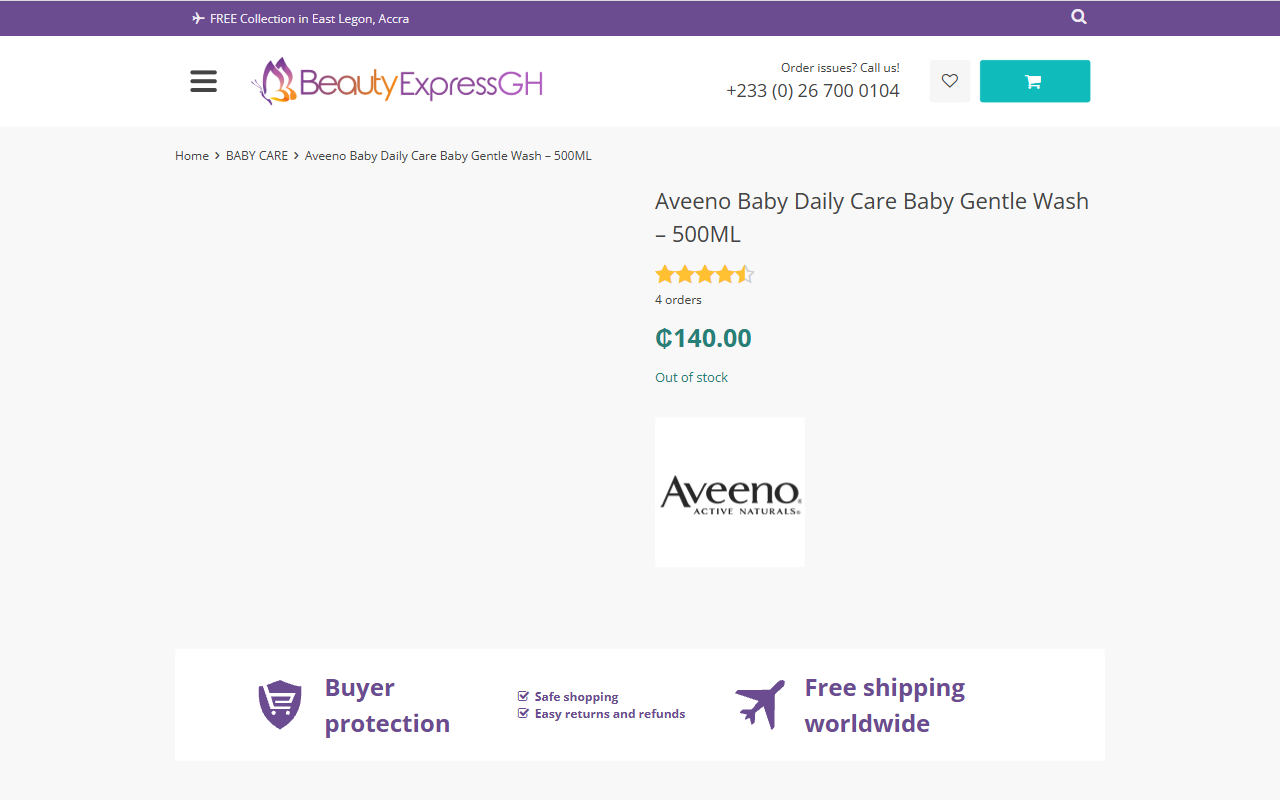 FREE Collection in East Legon, Accra
BeautyExpressGH
Order issues? Call us!
+233 (0) 26 700 0104
Home > BABY CARE > Aveeno Baby Daily Care Baby Gentle Wash – 500ML
Aveeno Baby Daily Care Baby Gentle Wash
– 500ML
4 orders
₵140.00
Out of stock
Aveeno®
ACTIVE NATURALS®
Buyer
protection
Safe shopping
Easy returns and refunds
Free shipping
worldwide